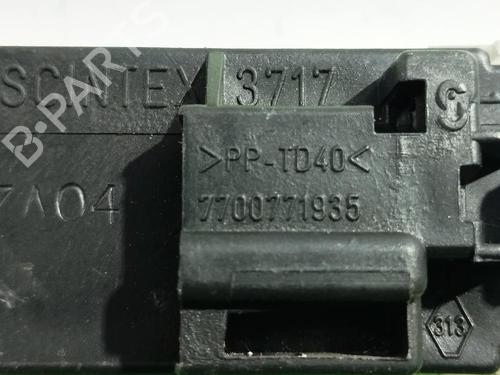 SCINTEX 3717
>PP-TD40<
7A04
7700771935
313
B-PARTS